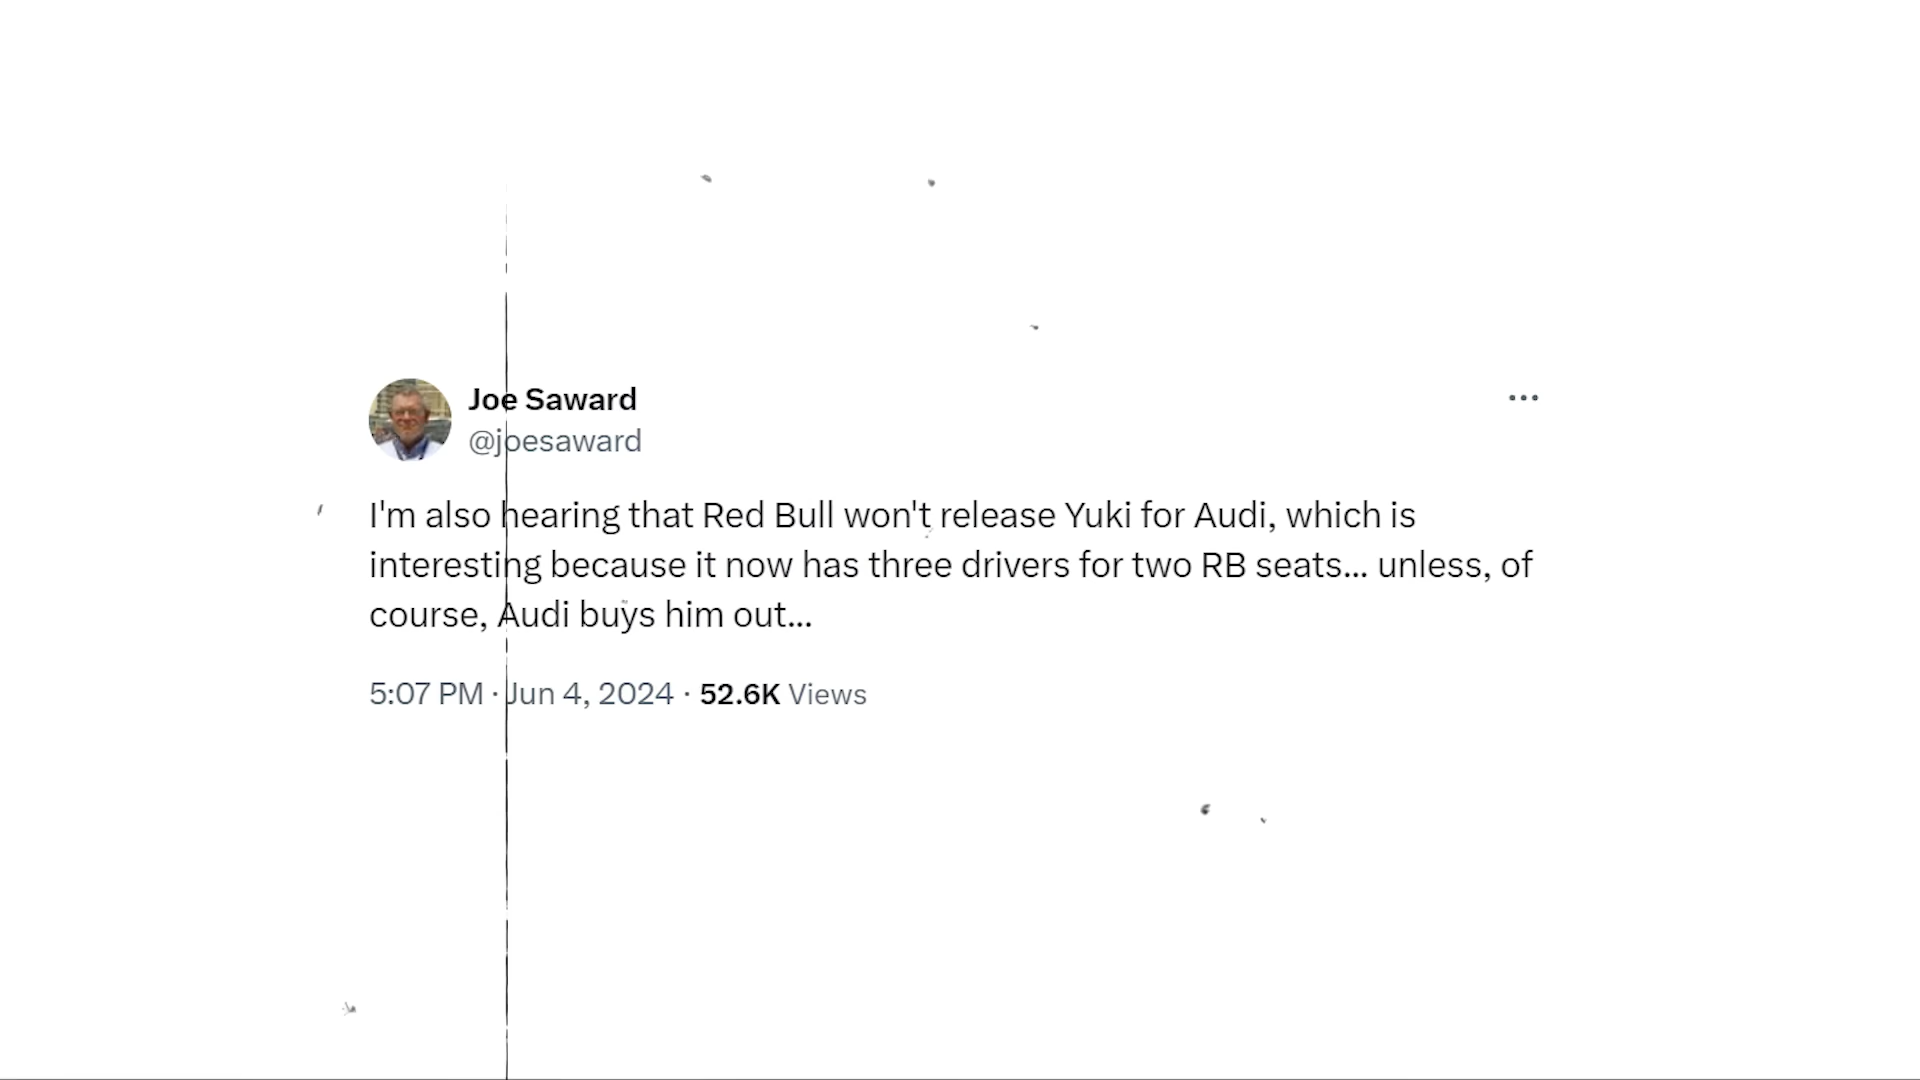 Joe Saward
@joesaward
I'm also hearing that Red Bull won't release Yuki for Audi, which is
interesting because it now has three drivers for two RB seats... unless, of
course, Audi buys him out...
5:07 PM · Jun 4, 2024 · 52.6K Views